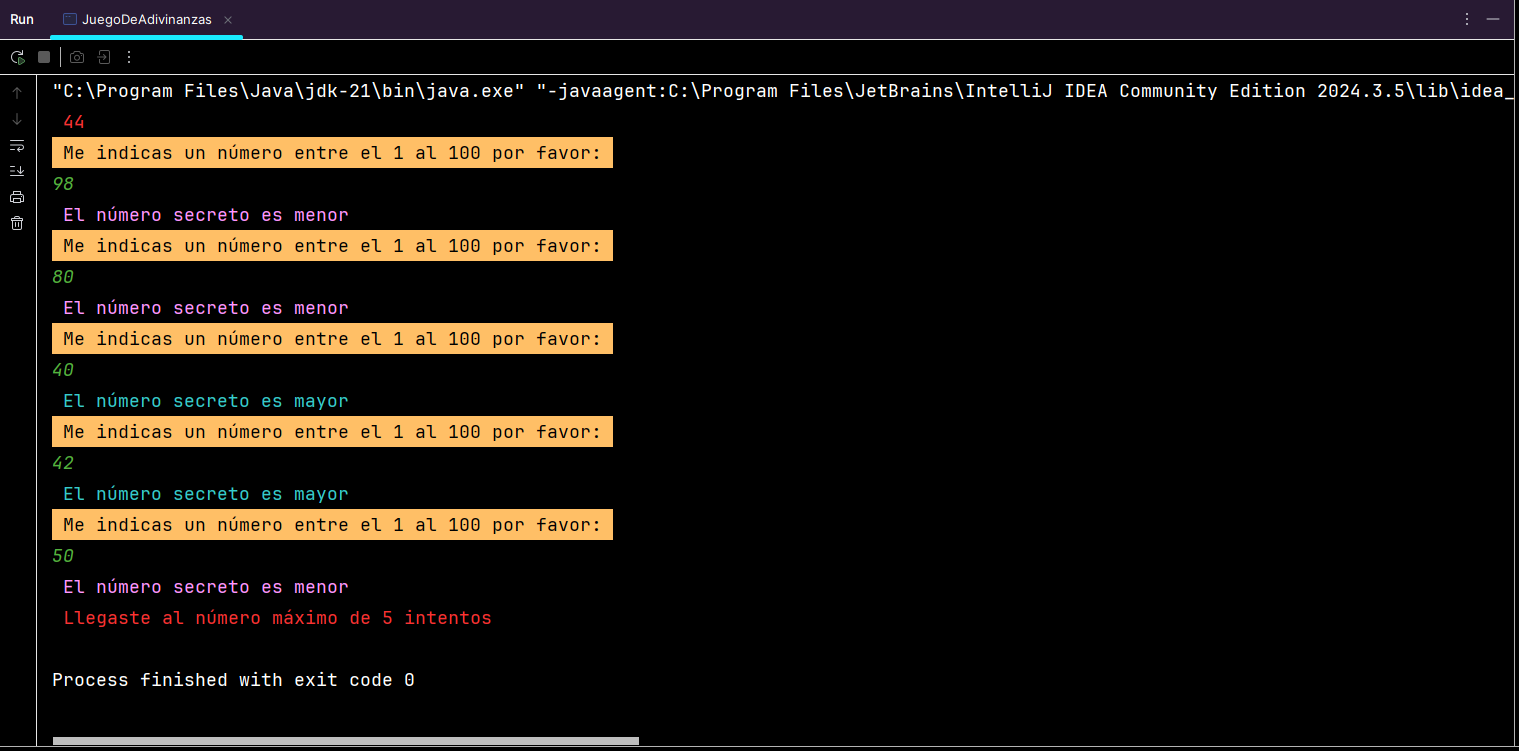 Run JuegoDeAdivinanzas
"C:\Program Files\Java\jdk-21\bin\java.exe" "-javaagent:C:\Program Files\JetBrains\IntelliJ IDEA Community Edition 2024.3.5\lib\idea_
44
Me indicas un número entre el 1 al 100 por favor:
98
El número secreto es menor
Me indicas un número entre el 1 al 100 por favor:
80
El número secreto es menor
Me indicas un número entre el 1 al 100 por favor:
40
El número secreto es mayor
Me indicas un número entre el 1 al 100 por favor:
42
El número secreto es mayor
Me indicas un número entre el 1 al 100 por favor:
50
El número secreto es menor
Llegaste al número máximo de 5 intentos
Process finished with exit code 0